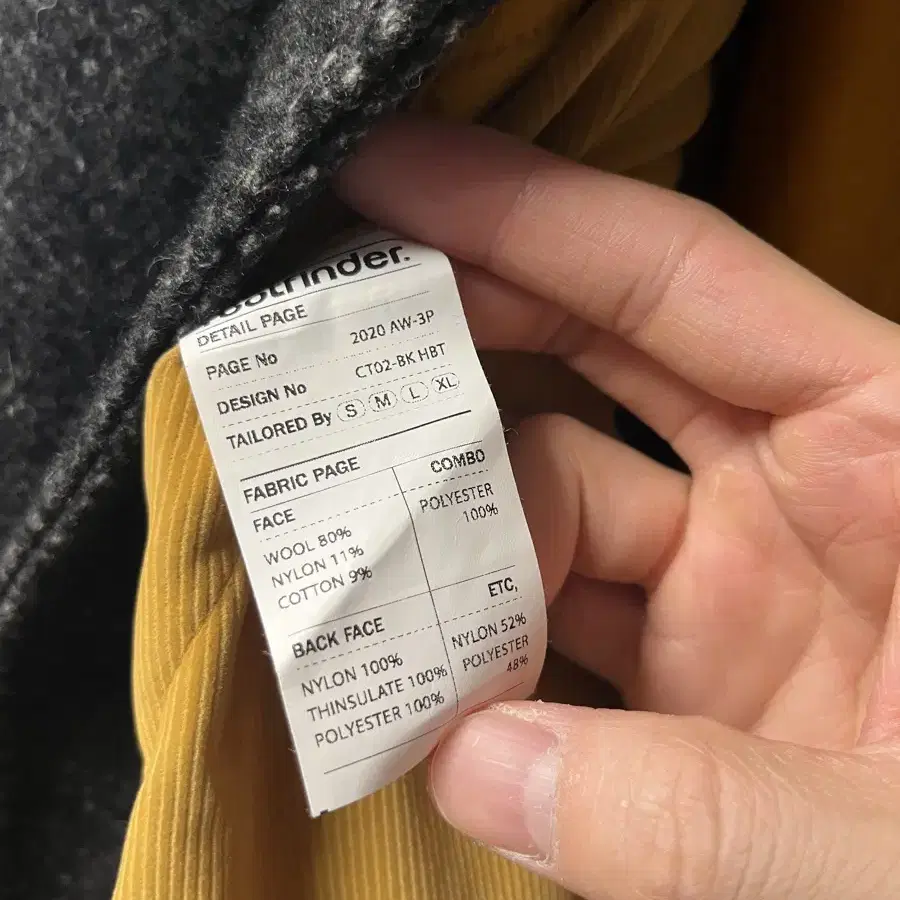 DETAIL PAGE
PAGE No 2020 AW-3P
DESIGN No CT02-BK HBT
TAILORED By S M L XL
FABRIC PAGE
FACE
WOOL 80%
NYLON 11%
COTTON 9%
COMBO
POLYESTER
100%
BACK FACE
NYLON 100%
THINSULATE 100%
POLYESTER 100%
ETC,
NYLON 52%
POLYESTER
48%